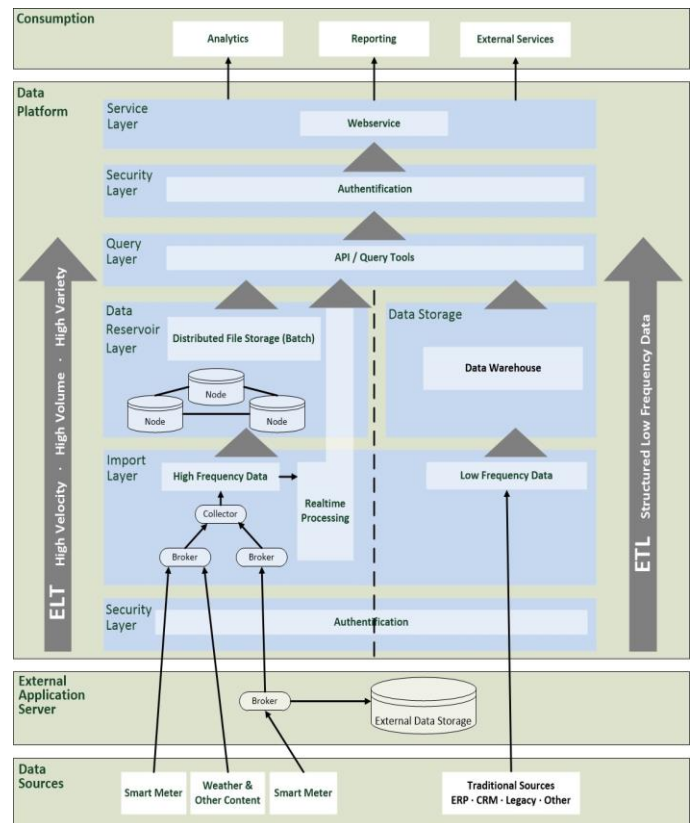 Consumption
Analytics
Reporting
External Services
Data
Platform
Service
Layer
Webservice
Security
Layer
Authentification
Query
Layer
API / Query Tools
Data
Reservoir
Layer
Distributed File Storage (Batch)
Node
Node
Node
Data Storage
Data Warehouse
Import
Layer
High Frequency Data
Realtime
Processing
Collector
Broker
Broker
Low Frequency Data
Security
Layer
Authentification
ELT High Velocity · High Volume · High Variety
ETL Structured Low Frequency Data
External
Application
Server
Broker
External Data Storage
Data
Sources
Smart Meter
Weather &
Other Content
Smart Meter
Traditional Sources
ERP · CRM · Legacy · Other